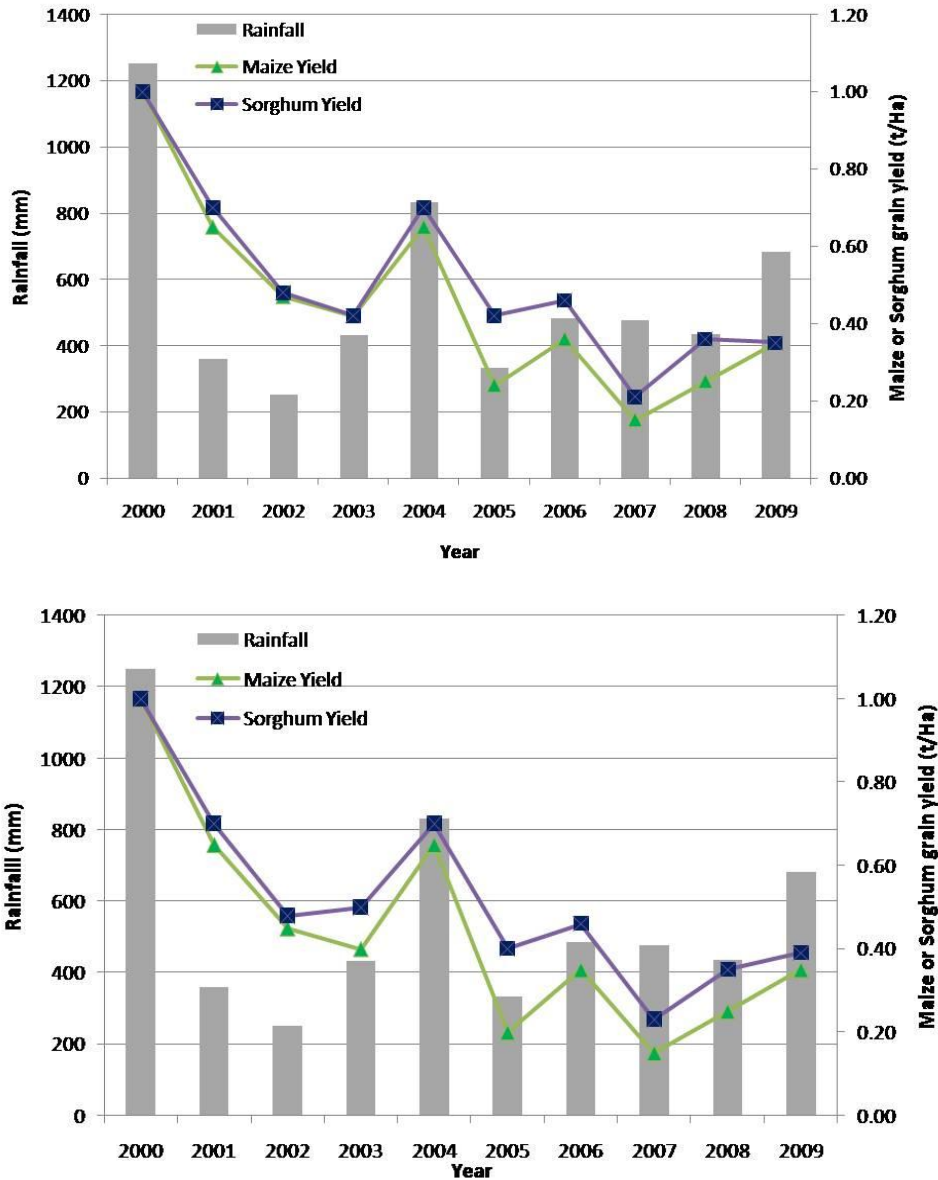 1400
1200
1000
800
600
400
200
0
Rainfall (mm)
Rainfall
Maize Yield
Sorghum Yield
1.20
1.00
0.80
0.60
0.40
0.20
0.00
Maize or Sorghum grain yield (t/Ha)
2000 2001 2002 2003 2004 2005 2006 2007 2008 2009
Year
1400
1200
1000
800
600
400
200
0
Rainfalll (mm)
Rainfall
Maize Yield
Sorghum Yield
1.20
1.00
0.80
0.60
0.40
0.20
0.00
Maize or Sorghum grain yield (t/Ha)
2000 2001 2002 2003 2004 2005 2006 2007 2008 2009
Year